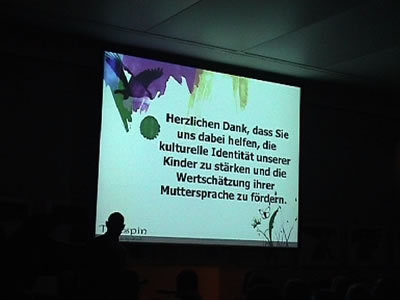 Herzlichen Dank, dass Sie
uns dabei helfen, die
kulturelle Identität unserer
Kinder zu stärken und die
Wertschätzung ihrer
Muttersprache zu fördern.